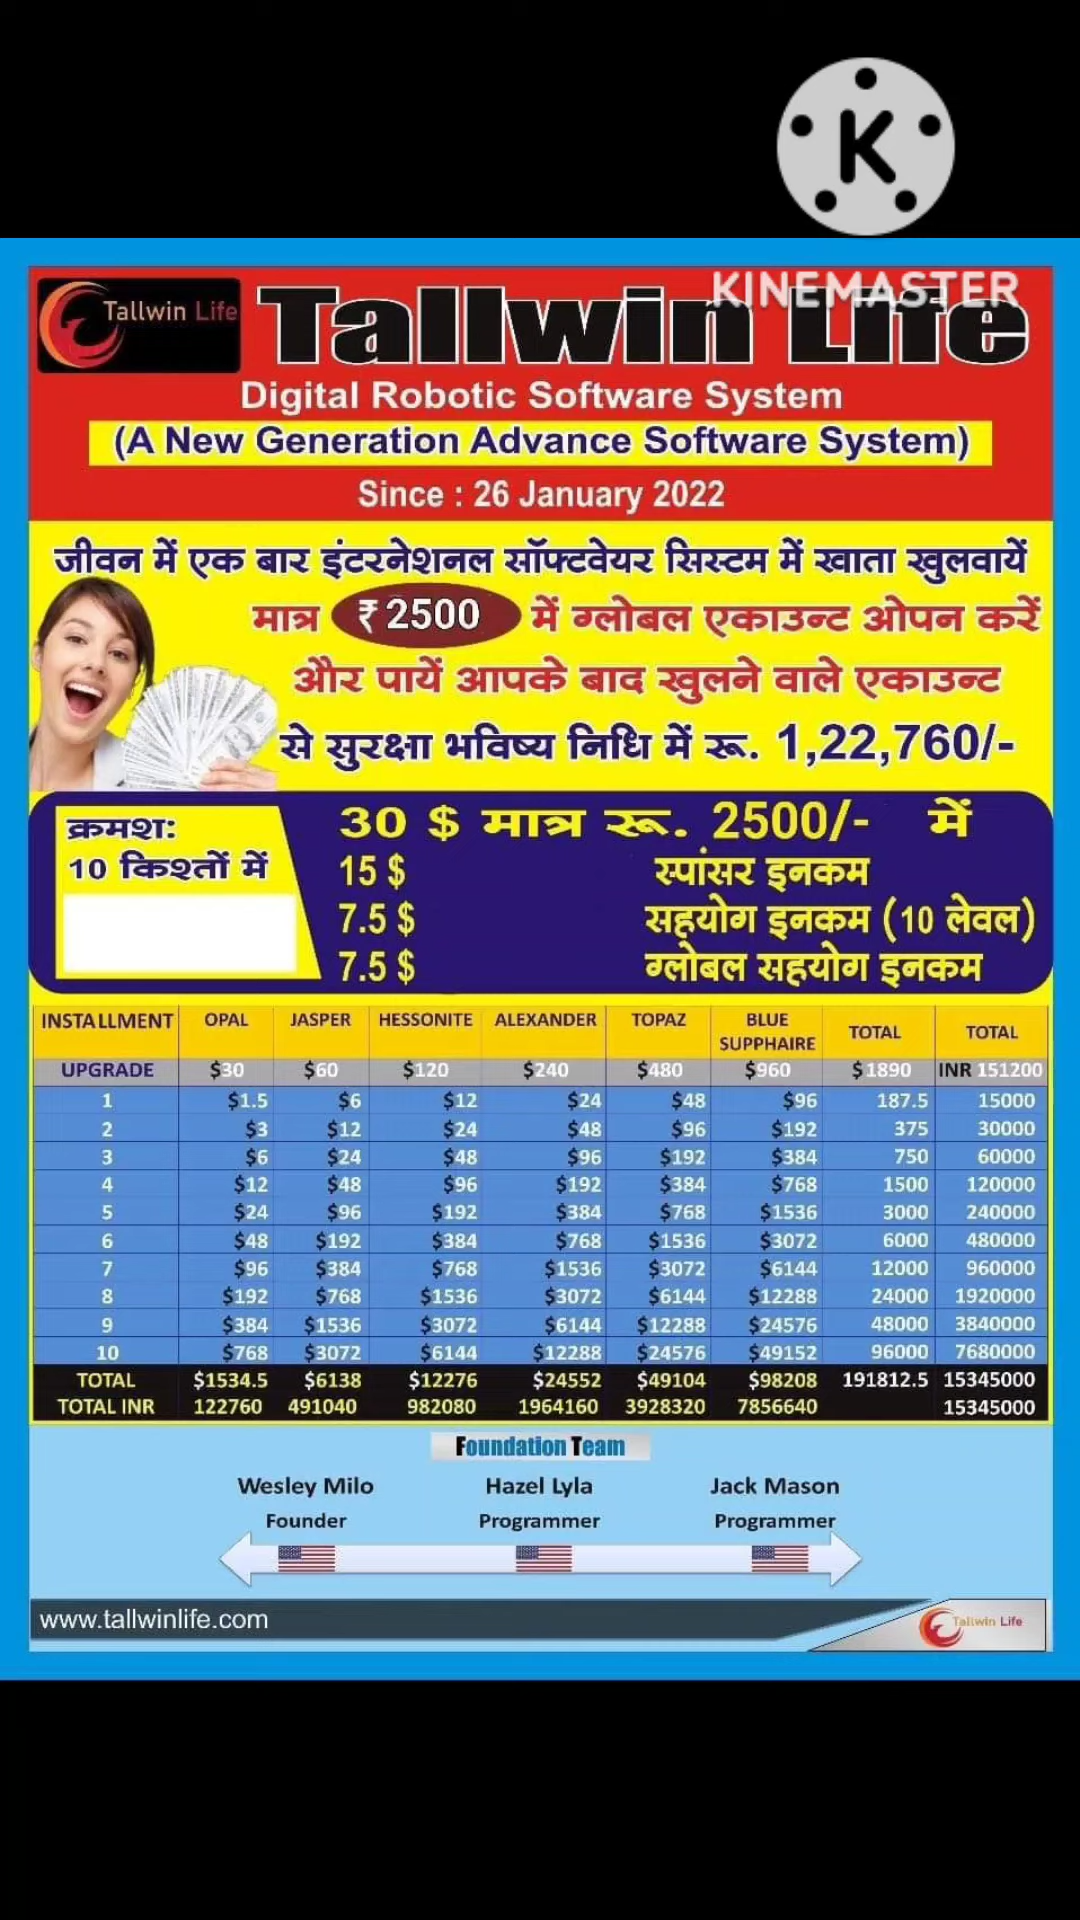 K
KINEMASTER
Tallwin Life
Tallwin Life
Digital Robotic Software System
(A New Generation Advance Software System)
Since : 26 January 2022
जीवन में एक बार इंटरनेशनल सॉफ्टवेयर सिस्टम में खाता खुलवायें
मात्र ₹ 2500 में ग्लोबल एकाउन्ट ओपन करें
और पायें आपके बाद खुलने वाले एकाउन्ट
से सुरक्षा भविष्य निधि में रू. 1,22,760/-
क्रमश:
10 किश्तों में
30 $ मात्र रू. 2500/- में
15 $ स्पांसर इनकम
7.5 $ सहयोग इनकम (10 लेवल)
7.5 $ ग्लोबल सहयोग इनकम
INSTALLMENT OPAL JASPER HESSONITE ALEXANDER TOPAZ BLUE SUPPHAIRE TOTAL TOTAL
UPGRADE $30 $60 $120 $240 $480 $960 $1890 INR 151200
1 $1.5 $6 $12 $24 $48 $96 187.5 15000
2 $3 $12 $24 $48 $96 $192 375 30000
3 $6 $24 $48 $96 $192 $384 750 60000
4 $12 $48 $96 $192 $384 $768 1500 120000
5 $24 $96 $192 $384 $768 $1536 3000 240000
6 $48 $192 $384 $768 $1536 $3072 6000 480000
7 $96 $384 $768 $1536 $3072 $6144 12000 960000
8 $192 $768 $1536 $3072 $6144 $12288 24000 1920000
9 $384 $1536 $3072 $6144 $12288 $24576 48000 3840000
10 $768 $3072 $6144 $12288 $24576 $49152 96000 7680000
TOTAL $1534.5 $6138 $12276 $24552 $49104 $98208 191812.5 15345000
TOTAL INR 122760 491040 982080 1964160 3928320 7856640 15345000
Foundation Team
Wesley Milo Hazel Lyla Jack Mason
Founder Programmer Programmer
www.tallwinlife.com
Tallwin Life